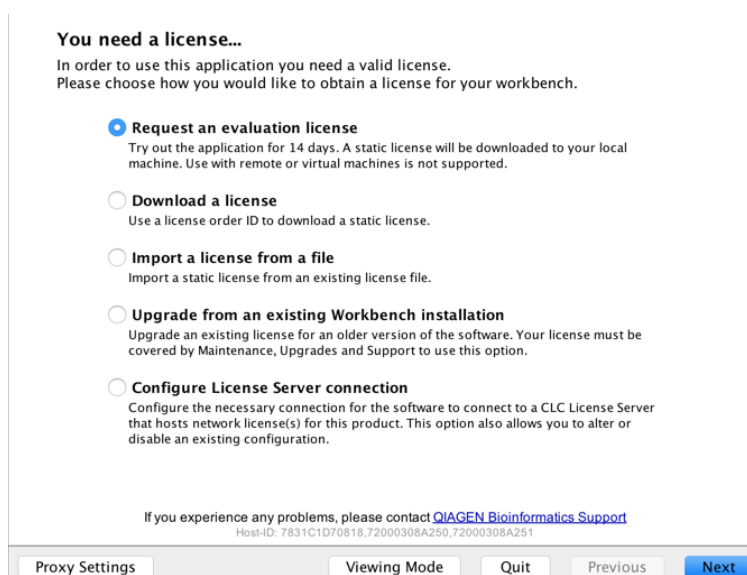 You need a license...
In order to use this application you need a valid license.
Please choose how you would like to obtain a license for your workbench.
Request an evaluation license
Try out the application for 14 days. A static license will be downloaded to your local
machine. Use with remote or virtual machines is not supported.
Download a license
Use a license order ID to download a static license.
Import a license from a file
Import a static license from an existing license file.
Upgrade from an existing Workbench installation
Upgrade an existing license for an older version of the software. Your license must be
covered by Maintenance, Upgrades and Support to use this option.
Configure License Server connection
Configure the necessary connection for the software to connect to a CLC License Server
that hosts network license(s) for this product. This option also allows you to alter or
disable an existing configuration.
If you experience any problems, please contact QIAGEN Bioinformatics Support
Host-ID: 7831C1D70818,72000308A250,72000308A251
Proxy Settings Viewing Mode Quit Previous Next